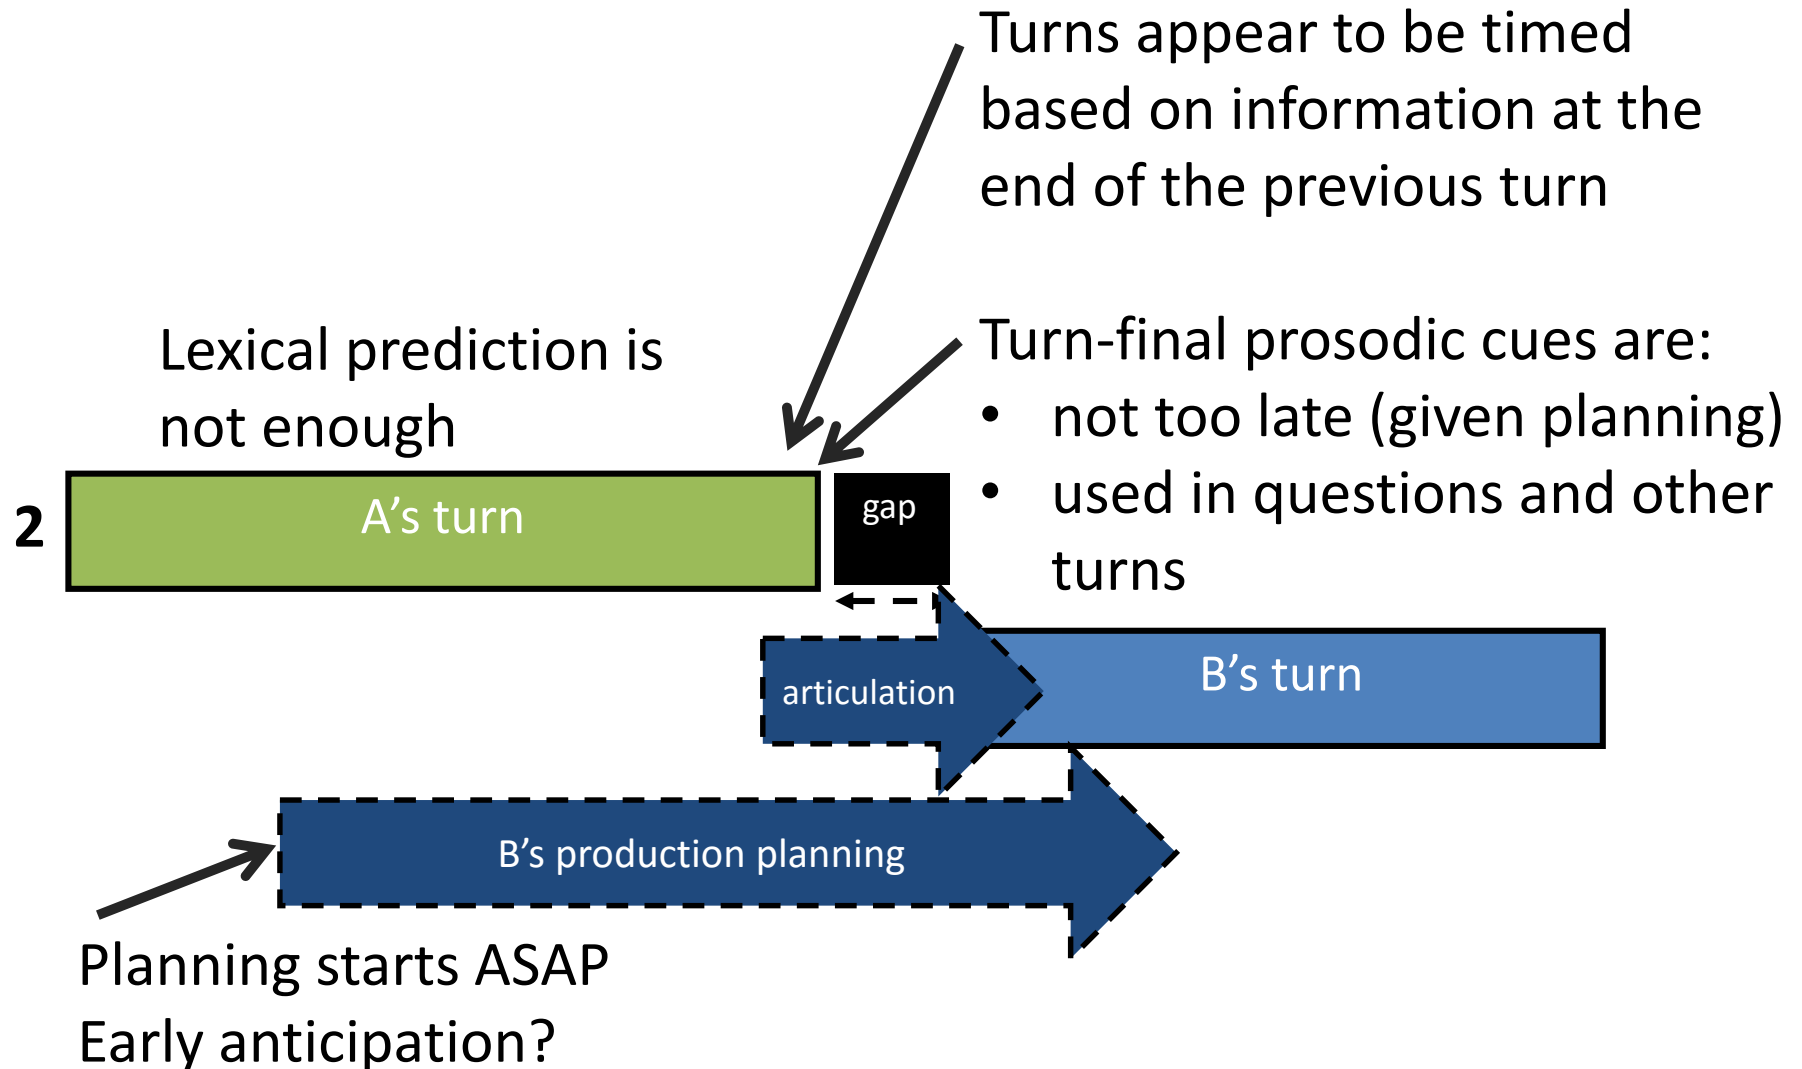 Turns appear to be timed
based on information at the
end of the previous turn
Lexical prediction is
not enough
Turn-final prosodic cues are:
• not too late (given planning)
• used in questions and other
turns
2
A’s turn
gap
articulation
B’s turn
B’s production planning
Planning starts ASAP
Early anticipation?